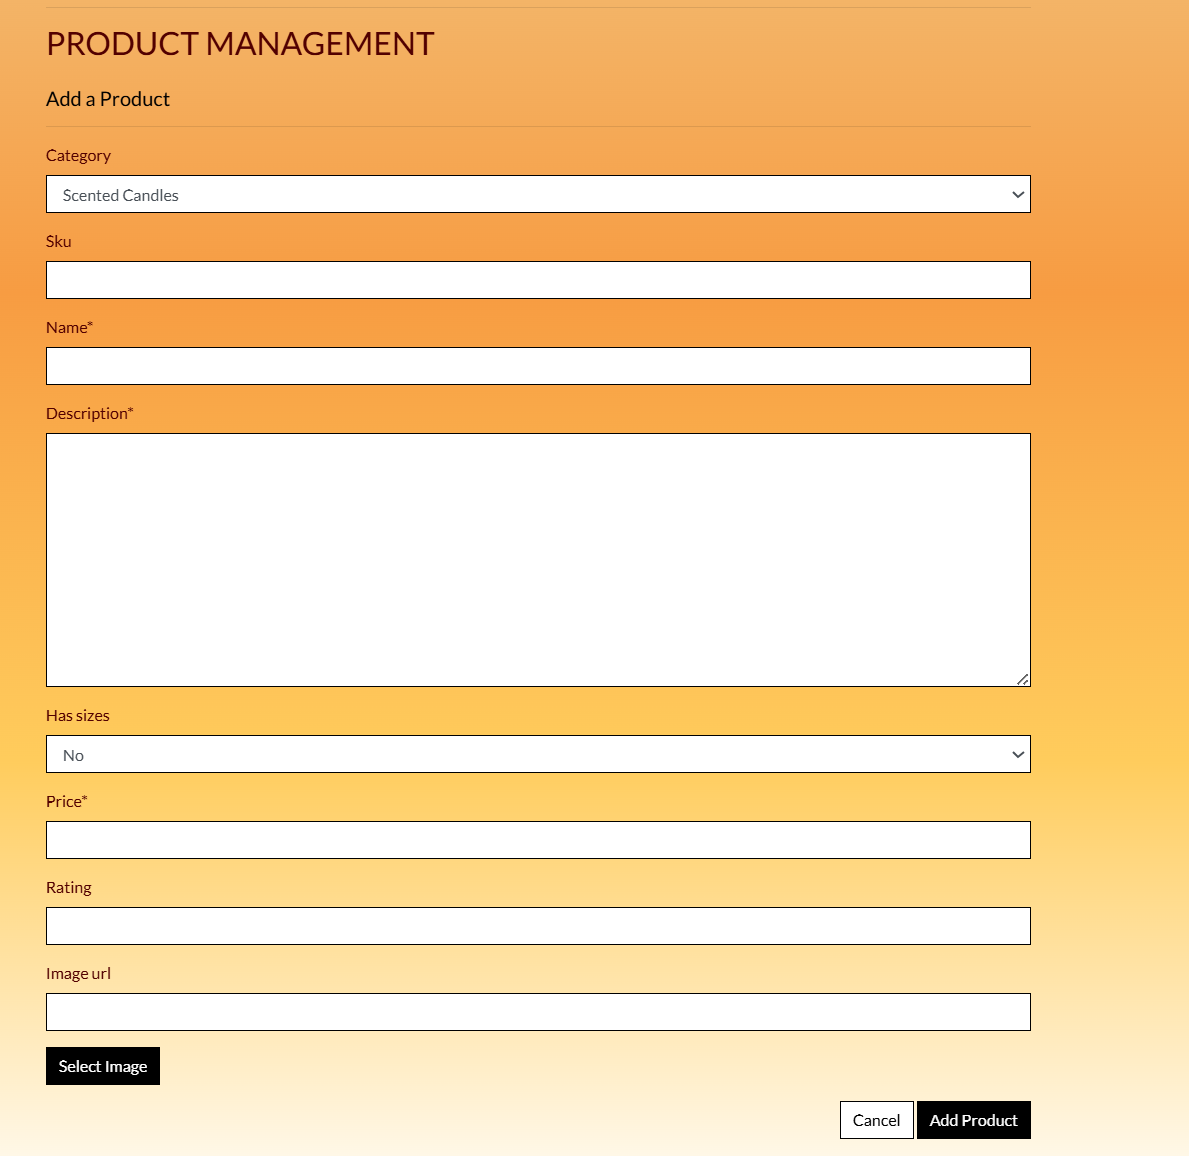 PRODUCT MANAGEMENT
Add a Product
Category
Scented Candles
Sku
Name*
Description*
Has sizes
No
Price*
Rating
Image url
Select Image
Cancel Add Product